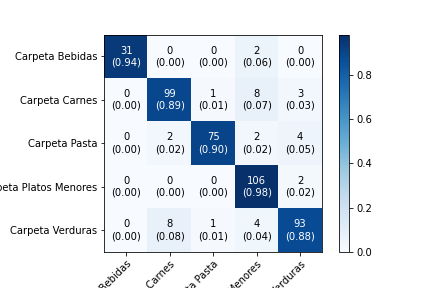 Carpeta Bebidas 31 0 0 2 0
(0.94) (0.00) (0.00) (0.06) (0.00)
Carpeta Carnes 0 99 1 8 3
(0.00) (0.89) (0.01) (0.07) (0.03)
Carpeta Pasta 0 2 75 2 4
(0.00) (0.02) (0.90) (0.02) (0.05)
Platos Menores 0 0 0 106 2
(0.00) (0.00) (0.00) (0.98) (0.02)
Carpeta Verduras 0 8 1 4 93
(0.00) (0.08) (0.01) (0.04) (0.88)
Bebidas
Carnes
Pasta
0.8
0.6
0.4
0.2
0.0